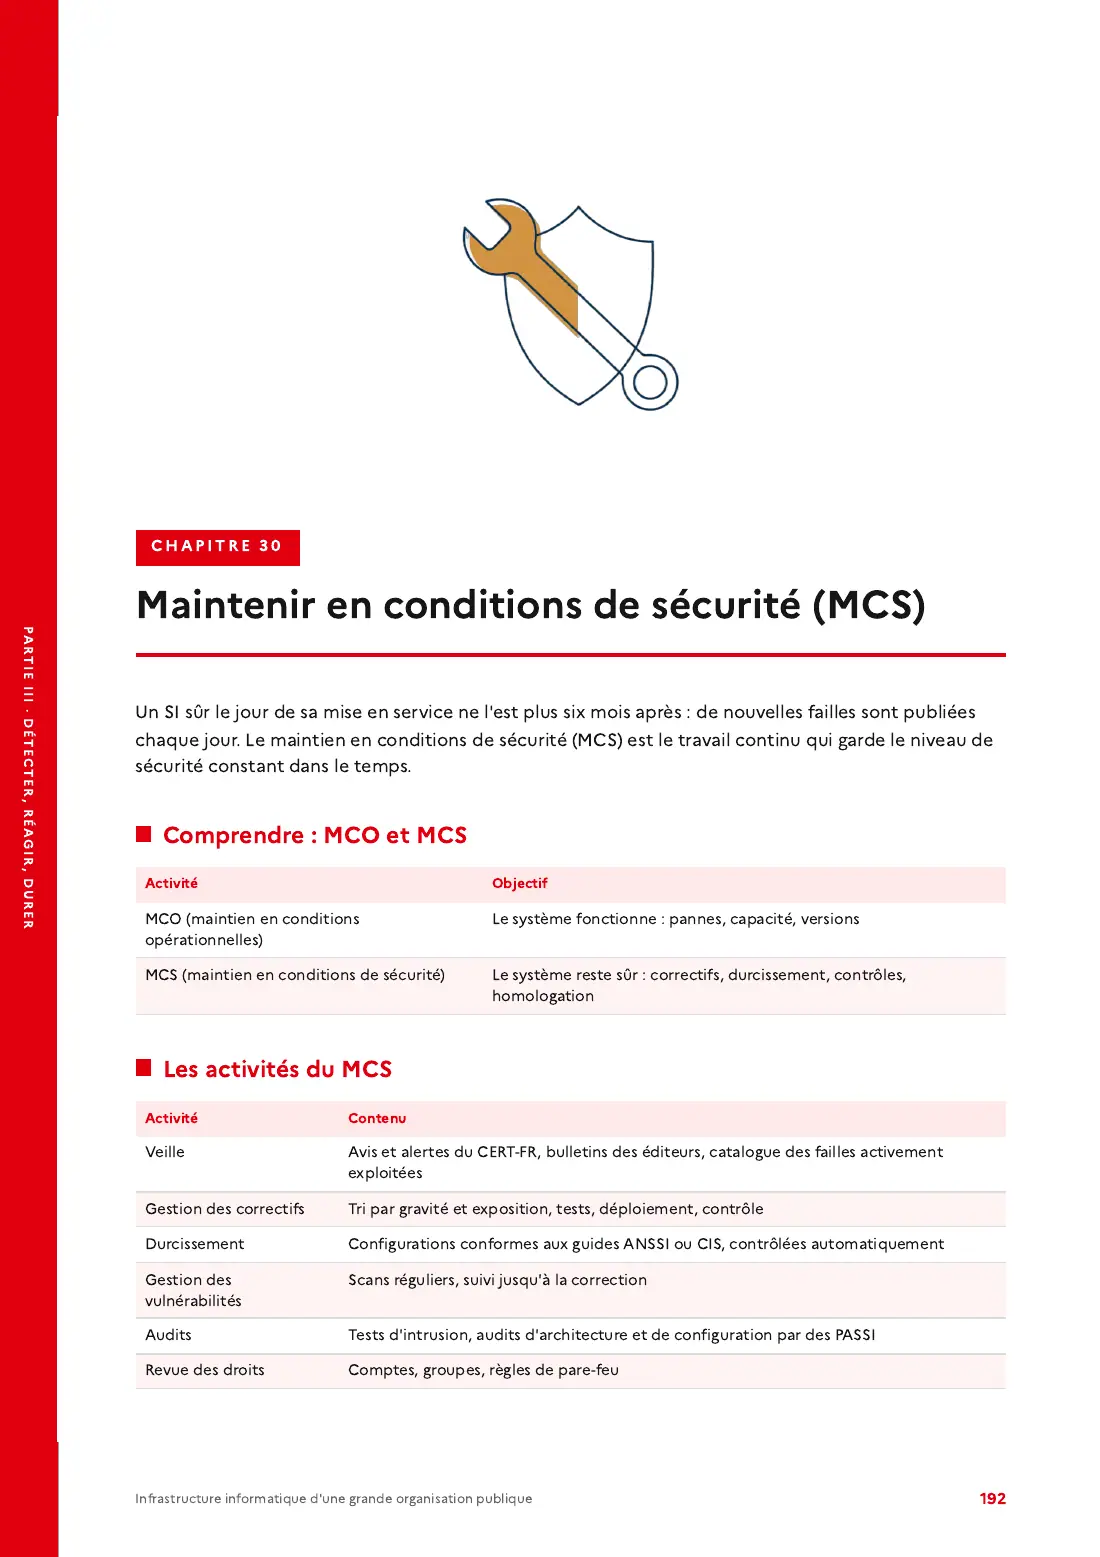 CHAPITRE 30
Maintenir en conditions de sécurité (MCS)
PARTIE III · DÉTECTER, RÉAGIR, DURER
Un SI sûr le jour de sa mise en service ne l'est plus six mois après : de nouvelles failles sont publiées
chaque jour. Le maintien en conditions de sécurité (MCS) est le travail continu qui garde le niveau de
sécurité constant dans le temps.
Comprendre : MCO et MCS
Activité Objectif
MCO (maintien en conditions Le système fonctionne : pannes, capacité, versions
opérationnelles)
MCS (maintien en conditions de sécurité) Le système reste sûr : correctifs, durcissement, contrôles,
homologation
Les activités du MCS
Activité Contenu
Veille Avis et alertes du CERT-FR, bulletins des éditeurs, catalogue des failles activement
exploitées
Gestion des correctifs Tri par gravité et exposition, tests, déploiement, contrôle
Durcissement Configurations conformes aux guides ANSSI ou CIS, contrôlées automatiquement
Gestion des Scans réguliers, suivi jusqu'à la correction
vulnérabilités
Audits Tests d'intrusion, audits d'architecture et de configuration par des PASSI
Revue des droits Comptes, groupes, règles de pare-feu
Infrastructure informatique d'une grande organisation publique 192